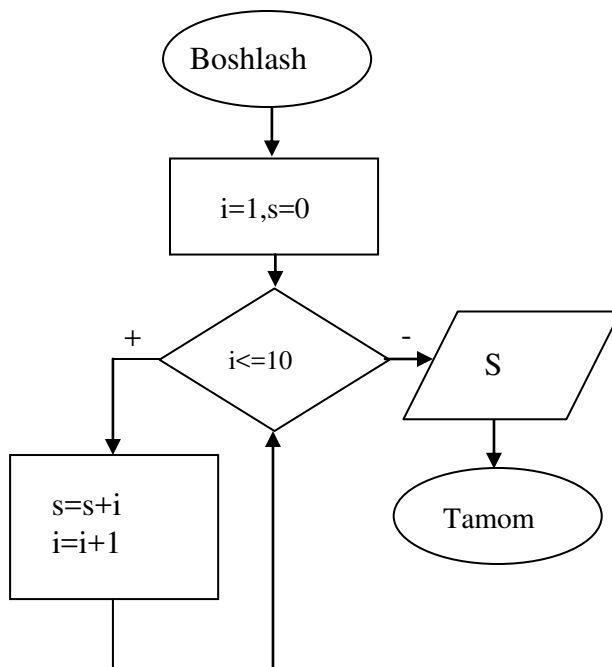 Boshlash
i=1,s=0
+
-
i<=10
S
s=s+i
i=i+1
Tamom